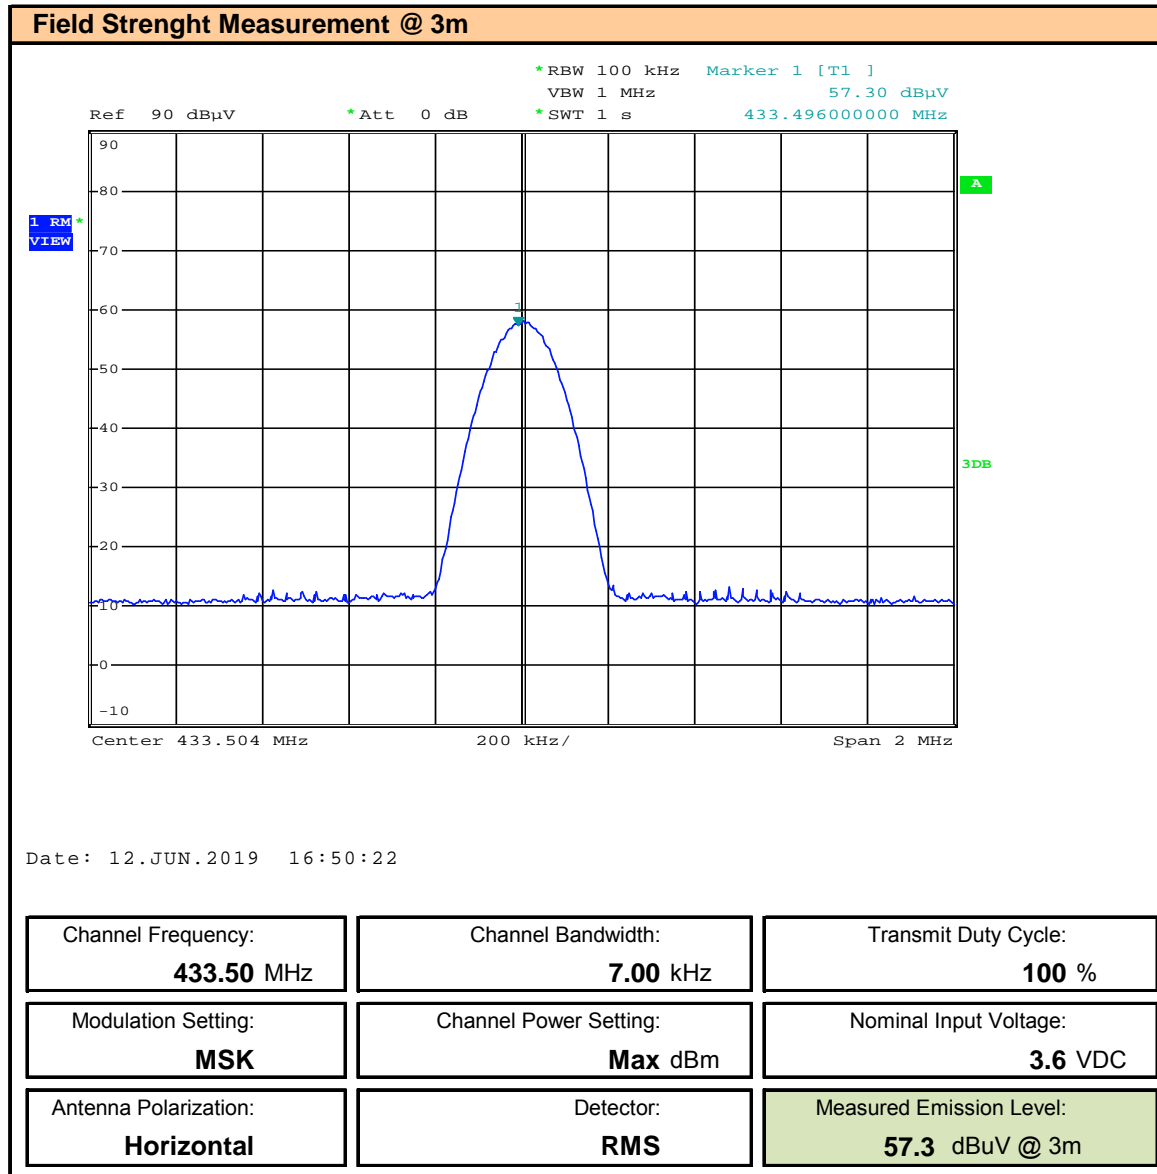 Field Strenght Measurement @ 3m
*RBW 100 kHz Marker 1 [T1 ]
VBW 1 MHz 57.30 dBµV
Ref 90 dBµV *Att 0 dB *SWT 1 s 433.496000000 MHz
90
A
80
1 RM *
VIEW
70
1
60
50
40
3DB
30
20
10
0
-10
Center 433.504 MHz 200 kHz/ Span 2 MHz
Date: 12.JUN.2019 16:50:22
Channel Frequency: Channel Bandwidth: Transmit Duty Cycle:
433.50 MHz 7.00 kHz 100 %
Modulation Setting: Channel Power Setting: Nominal Input Voltage:
MSK Max dBm 3.6 VDC
Antenna Polarization: Detector: Measured Emission Level:
Horizontal RMS 57.3 dBuV @ 3m